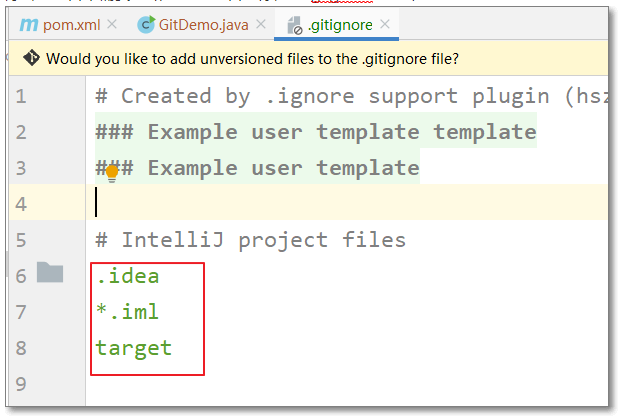 pom.xml GitDemo.java .gitignore
Would you like to add unversioned files to the .gitignore file?
1 # Created by .ignore support plugin (hsz
2 ### Example user template template
3 ### Example user template
4
5 # IntelliJ project files
6 .idea
7 *.iml
8 target
9